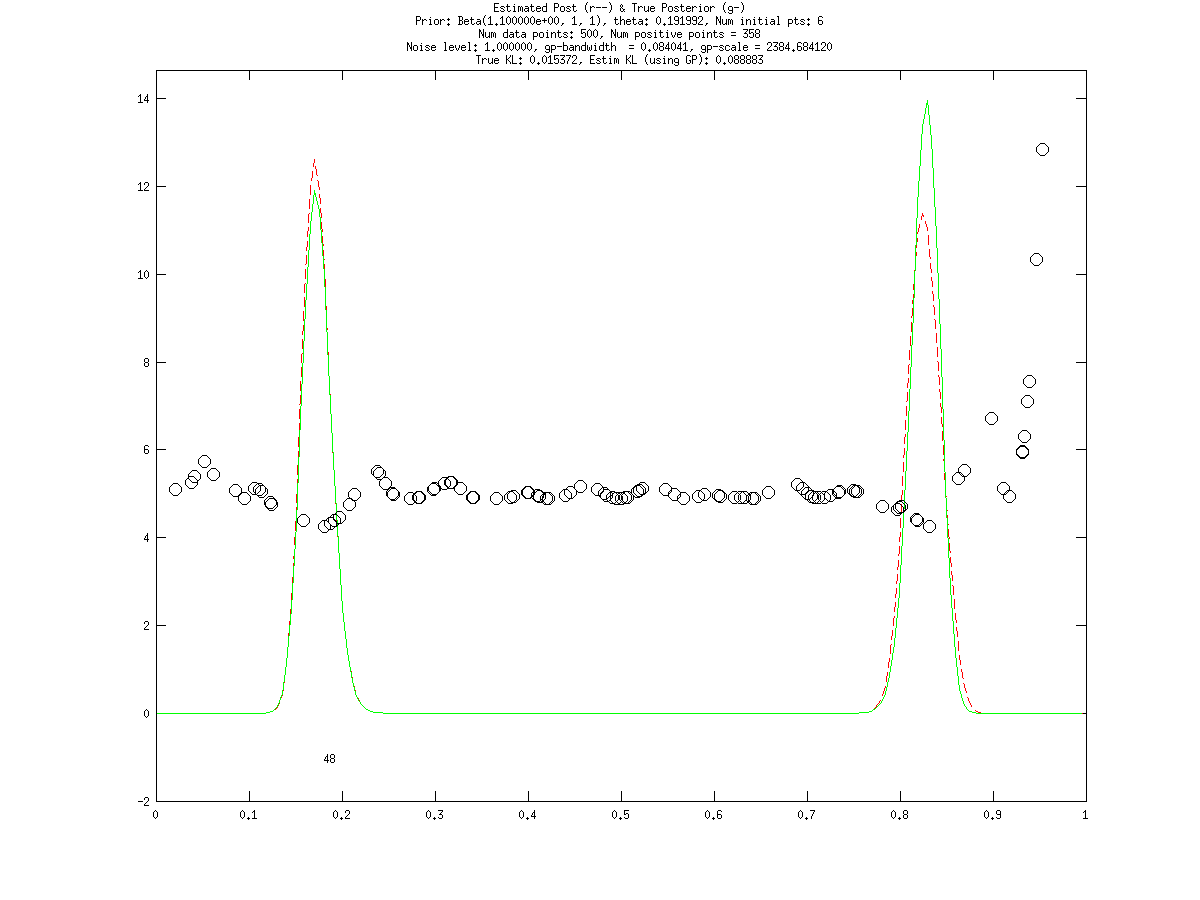 Estimated Post (r--) & True Posterior (g-)
Prior: Beta(1.100000e+00, 1, 1), theta: 0.191992, Num initial pts: 6
Num data points: 500, Num positive points = 358
Noise level: 1.000000, gp-bandwidth  = 0.084041, gp-scale = 2384.684120
True KL: 0.015372, Estim KL (using GP): 0.088883
14
12
10
8
6
4
2
0
-2
48
0 0.1 0.2 0.3 0.4 0.5 0.6 0.7 0.8 0.9 1